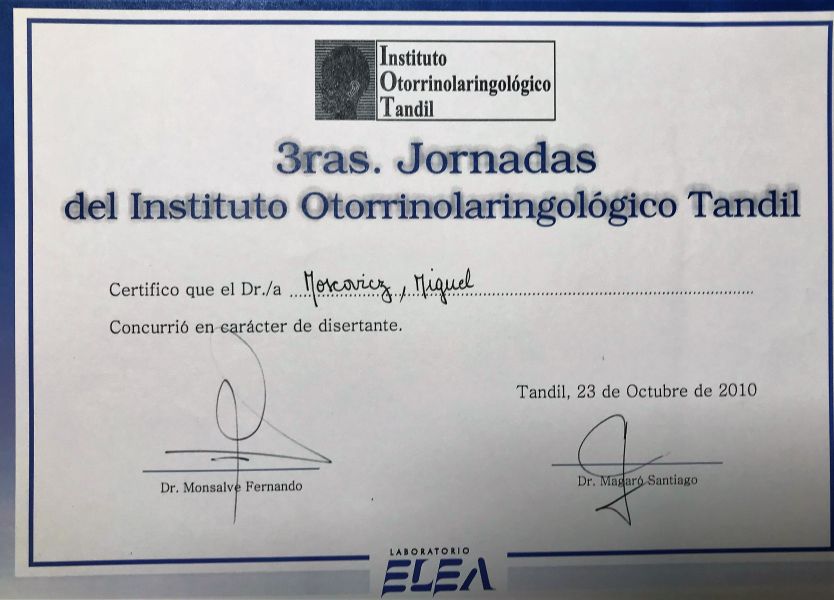 Instituto
Otorrinolaringológico
Tandil
3ras. Jornadas
del Instituto Otorrinolaringológico Tandil
Certifico que el Dr./a Moscovicz, Miguel
Concurrió en carácter de disertante.
Tandil, 23 de Octubre de 2010
Dr. Monsalve Fernando
Dr. Magaró Santiago
LABORATORIO
ELEA